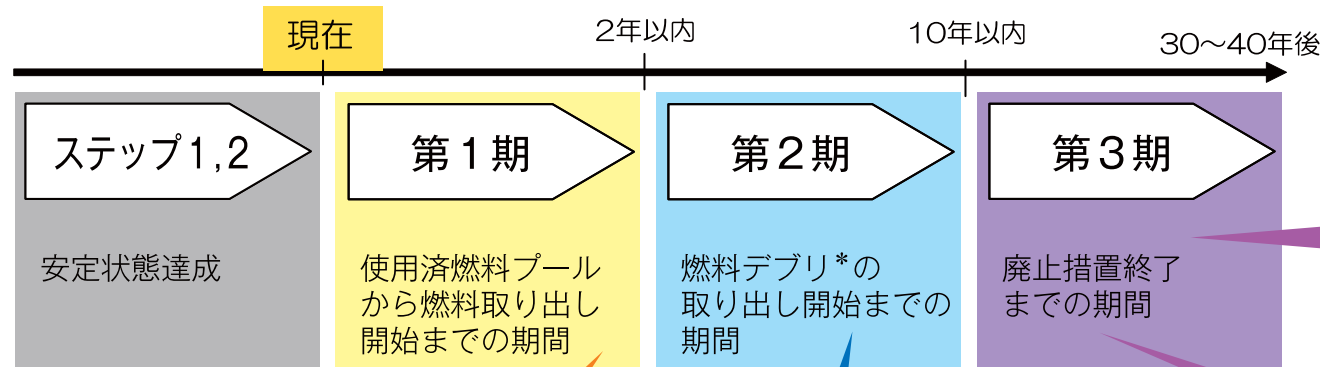 現在
2年以内
10年以内
30～40年後
ステップ1,2
第1期
第2期
第3期
安定状態達成
使用済燃料プール
から燃料取り出し
開始までの期間
燃料デブリ*の
取り出し開始までの
期間
廃止措置終了
までの期間